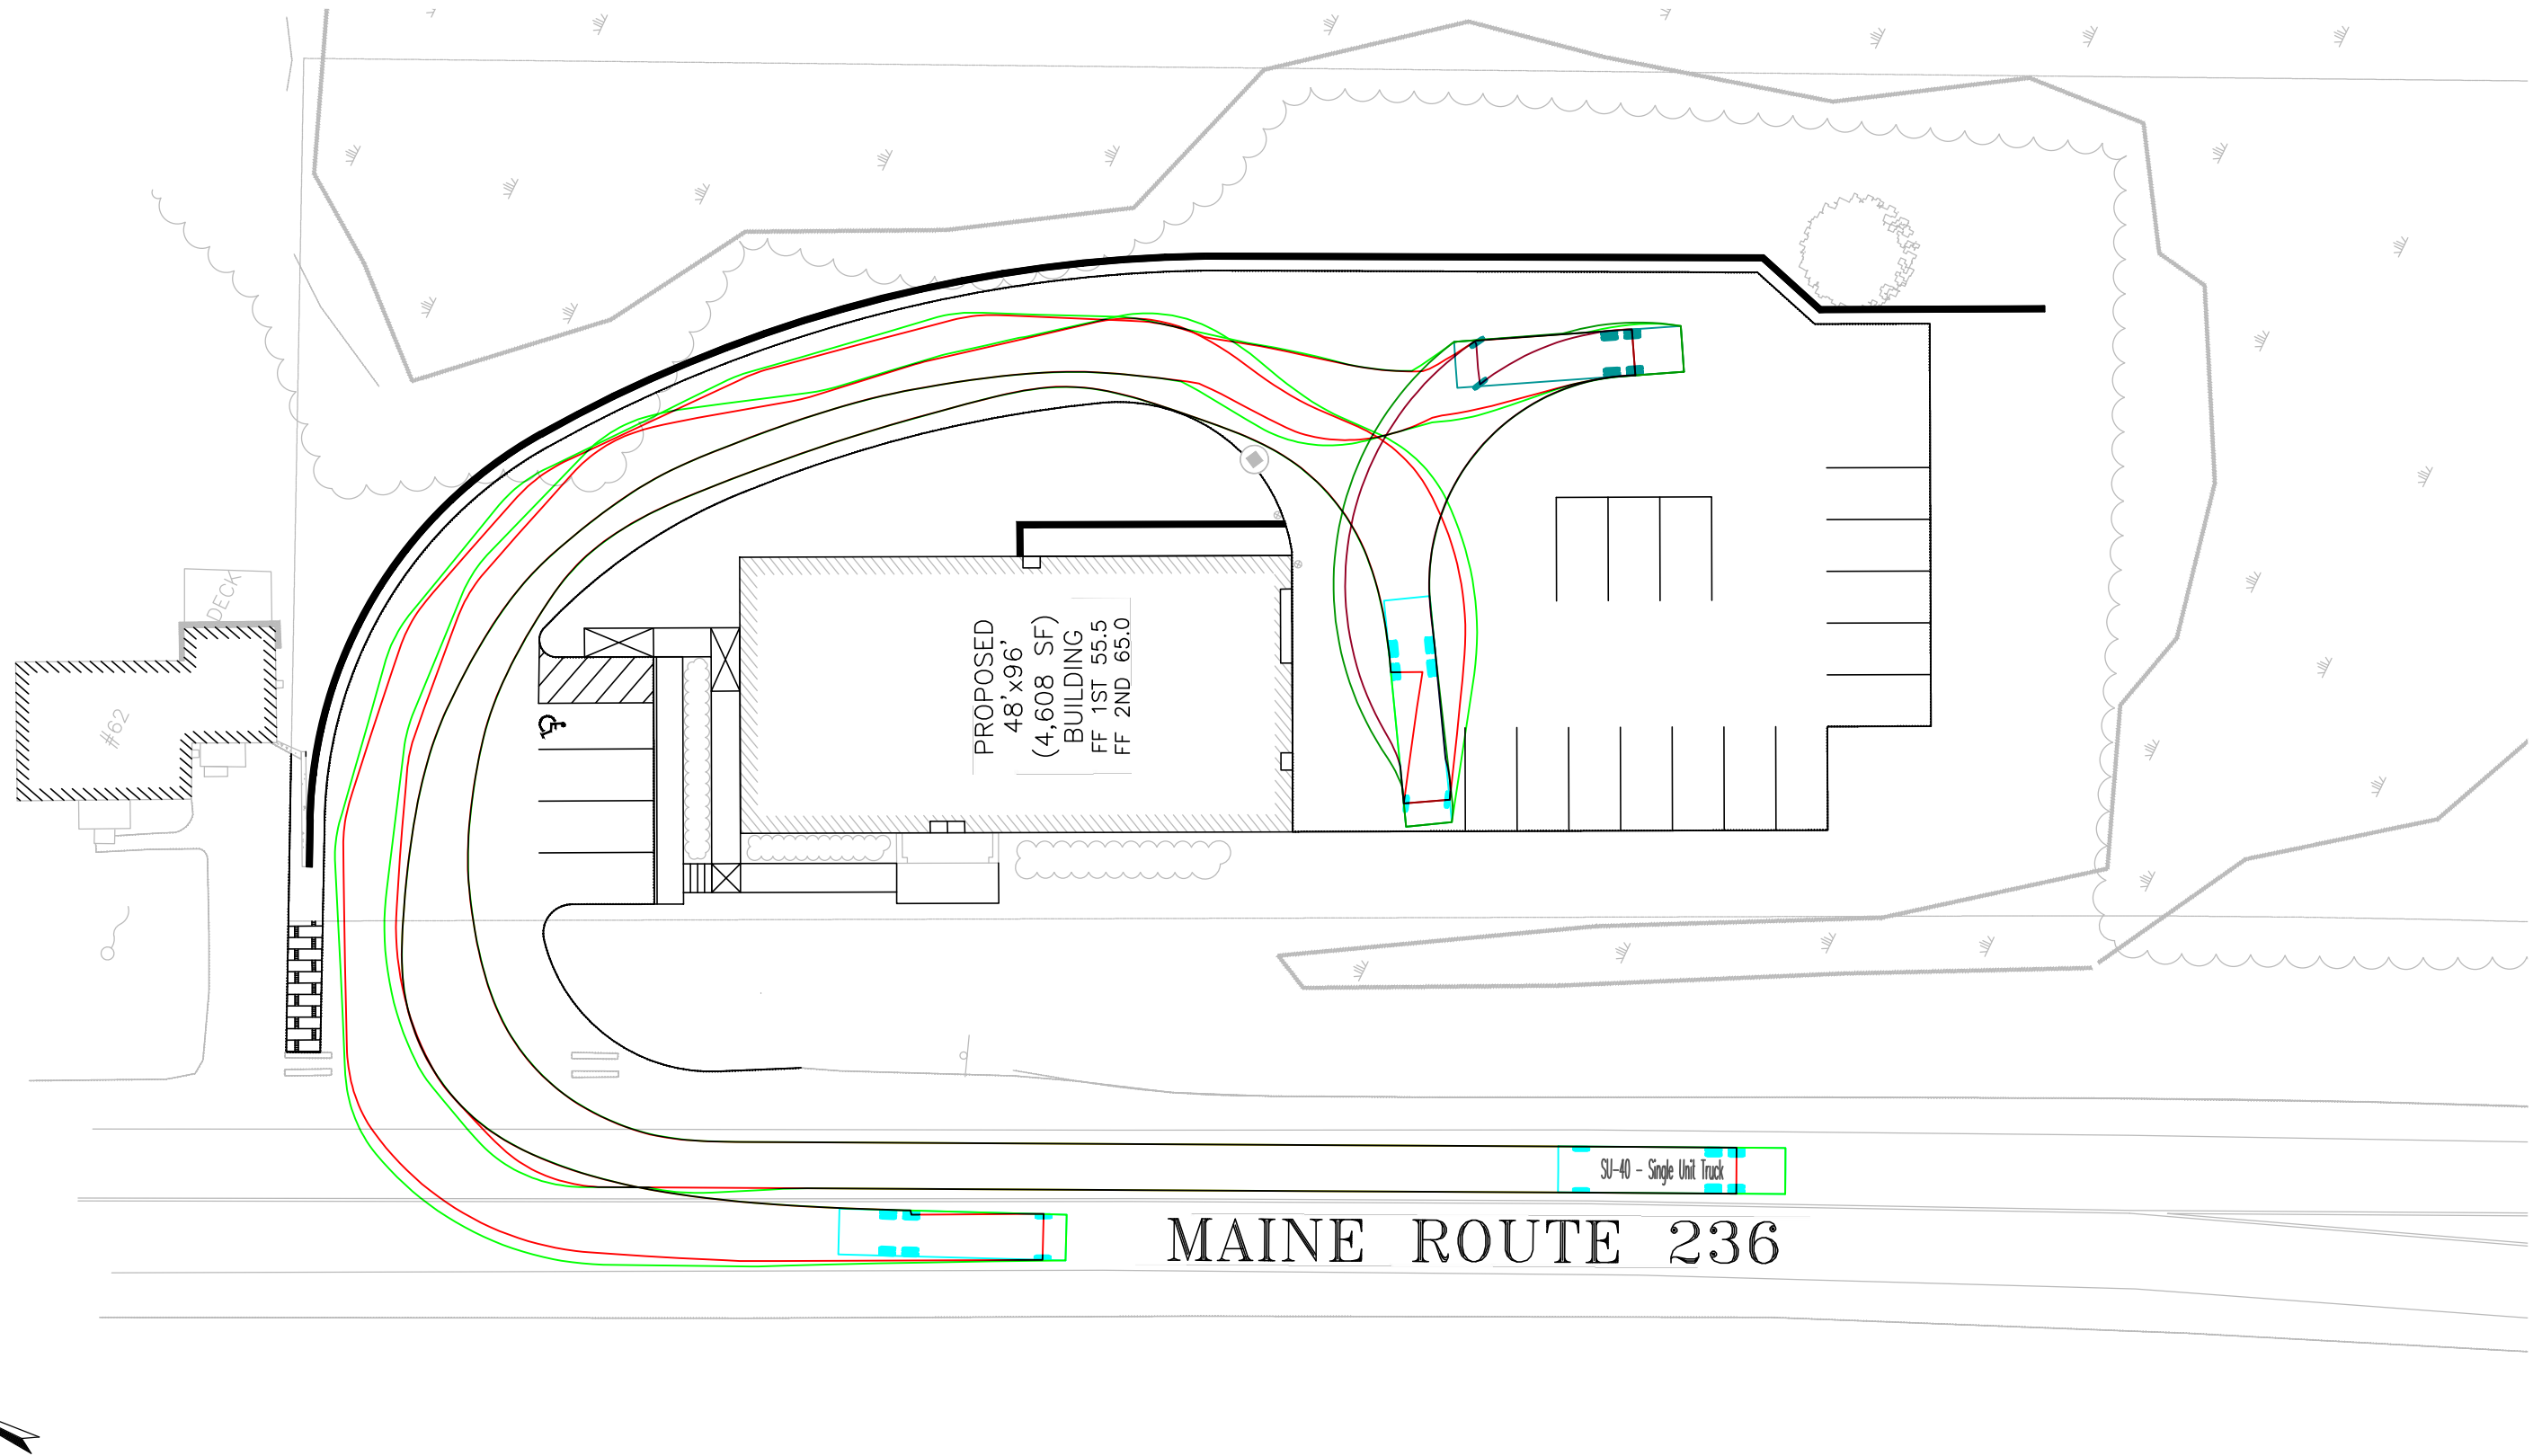 DECK
#62
PROPOSED
48'x96'
(4,608 SF)
BUILDING
FF 1ST 55.5
FF 2ND 65.0
SU-40 - Single Unit Truck
MAINE ROUTE 236